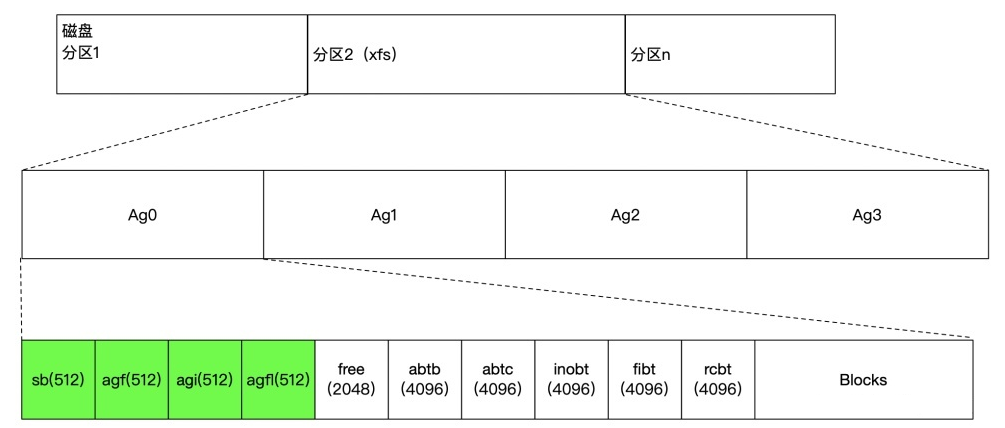 磁盘
分区1
分区2（xfs）
分区n
Ag0
Ag1
Ag2
Ag3
sb(512)
agf(512)
agi(512)
agfl(512)
free
(2048)
abtb
(4096)
abtc
(4096)
inobt
(4096)
fibt
(4096)
rcbt
(4096)
Blocks